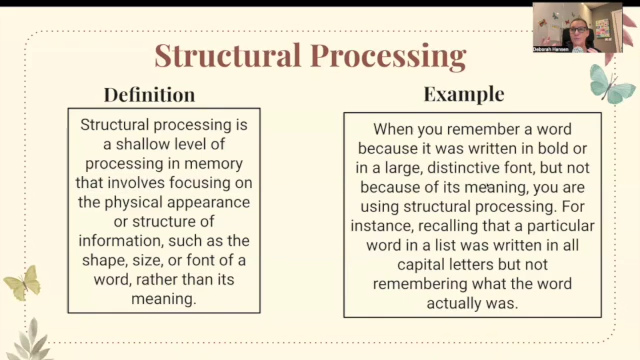 Structural Processing
Deborah Hansen
Definition
Structural processing is
a shallow level of
processing in memory
that involves focusing on
the physical appearance
or structure of
information, such as the
shape, size, or font of a
word, rather than its
meaning.
Example
When you remember a word
because it was written in bold or
in a large, distinctive font, but not
because of its meaning, you are
using structural processing. For
instance, recalling that a particular
word in a list was written in all
capital letters but not
remembering what the word
actually was.